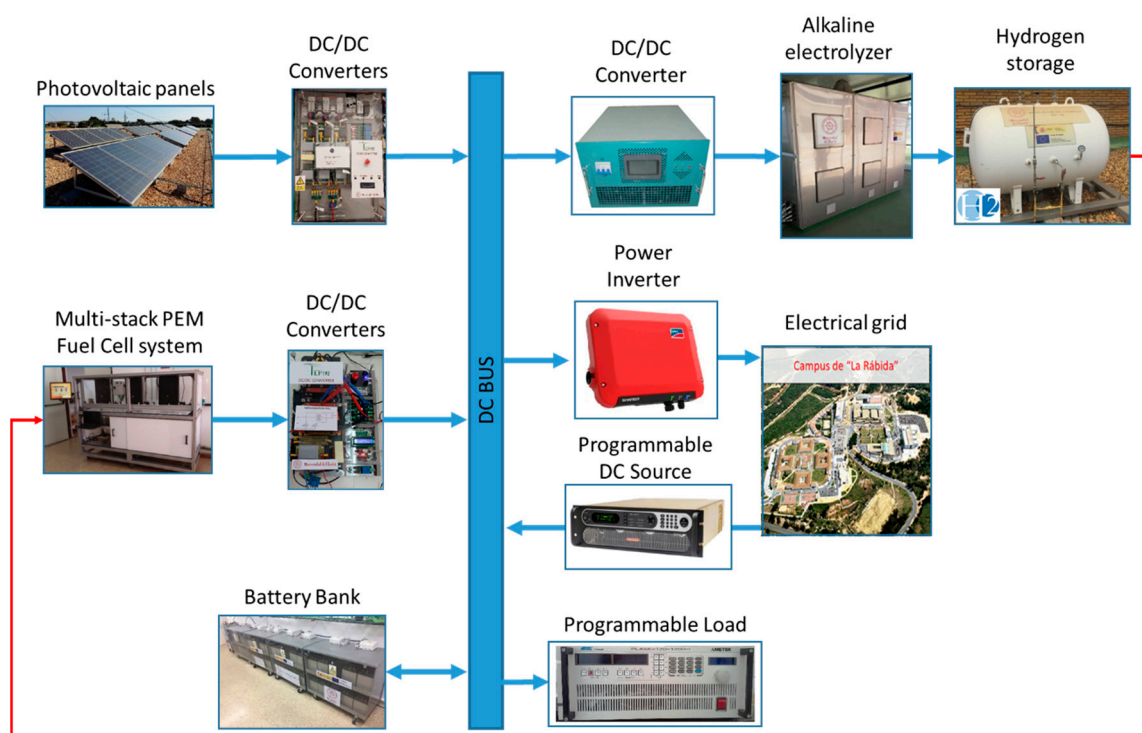 Photovoltaic panels
DC/DC
Converters
DC/DC
Converter
Alkaline
electrolyzer
Hydrogen
storage
H2
Multi-stack PEM
Fuel Cell system
DC/DC
Converters
DC BUS
Power
Inverter
Electrical grid
Campus de "La Rábida"
Programmable
DC Source
Battery Bank
Programmable Load